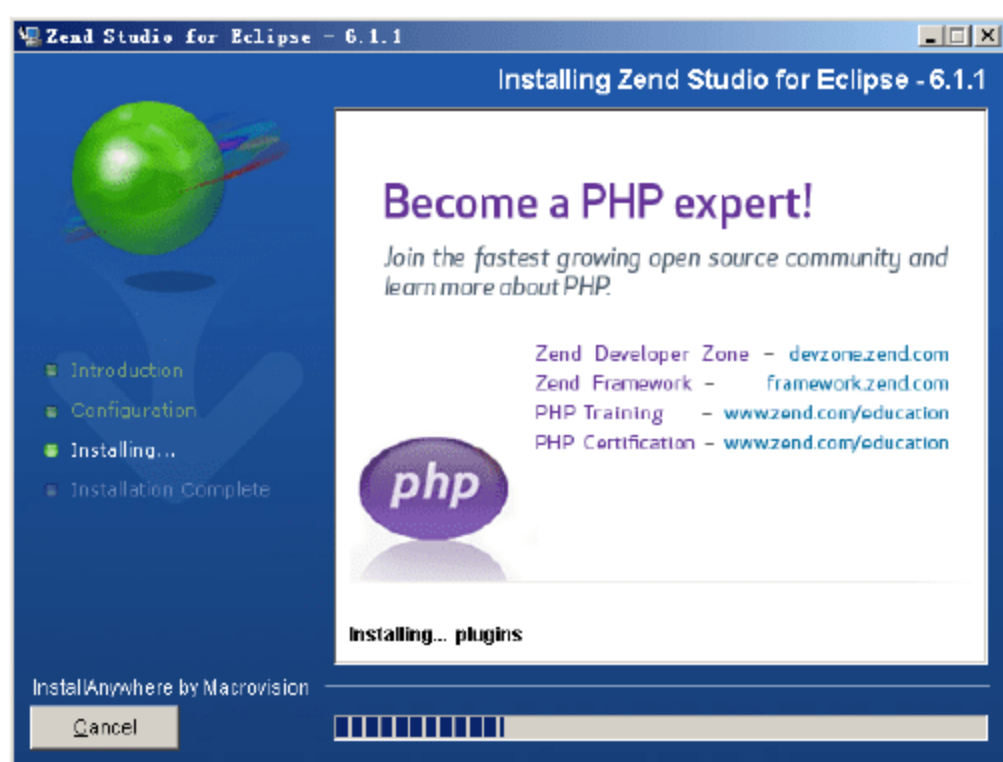 Zend Studio for Eclipse - 6.1.1
Installing Zend Studio for Eclipse - 6.1.1
Become a PHP expert!
Join the fastest growing open source community and
learn more about PHP.
Zend Developer Zone - devzone.zend.com
Zend Framework - framework.zend.com
PHP Training - www.zend.com/education
PHP Certification - www.zend.com/education
Introduction
Configuration
Installing...
Installation Complete
php
Installing... plugins
InstallAnywhere by Macrovision
Cancel